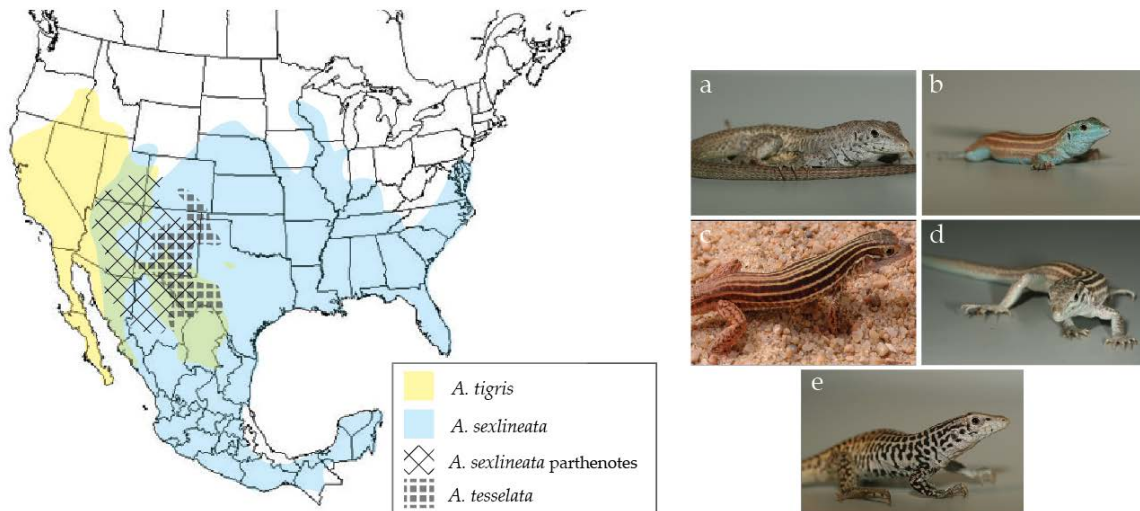 A. tigris
A. sexlineata
A. sexlineata parthenotes
A. tesselata
a
b
c
d
e